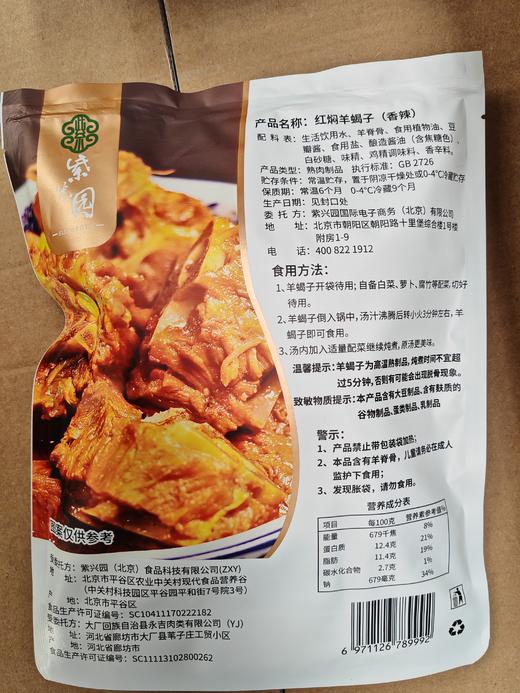 紫
园
产品名称：红焖羊蝎子（香辣）
配 料 表：生活饮用水、羊脊骨、食用植物油、豆
瓣酱、食用盐、酿造酱油（含焦糖色）、
白砂糖、味精、鸡精调味料、香辛料。
产品类型：熟肉制品 执行标准：GB 2726
贮存条件：常温贮存，置于阴凉干燥处或0-4℃冷藏贮存
保质期：常温6个月 0-4℃冷藏9个月
生产日期：见封口处
委 托 方：紫兴园国际电子商务（北京）有限公司
地 址：北京市朝阳区朝阳路十里堡综合楼1号楼
附房1-9
电 话：400 822 1912
食用方法：
1、羊蝎子开袋待用；自备白菜、萝卜、腐竹等配菜，切好
待用。
2、羊蝎子倒入锅中，汤汁沸腾后转小火3分钟左右，羊
蝎子即可食用。
3、汤内加入适量配菜继续炖煮，原汤更美味。
温馨提示：羊蝎子为高温熟制品，炖煮时间不宜超
过5分钟，否则有可能会出现脱骨现象。
致敏物质提示：本产品含有大豆制品、含有麸质的
谷物制品、蛋类制品、乳制品
警示：
1、产品禁止带包装袋加热；
2、本品含有羊脊骨，儿童请务必在成人
监护下食用；
3、发现胀袋，请勿食用。
营养成分表
项目 每100克 营养素参考值%
能量 679千焦 8%
蛋白质 12.4克 21%
脂肪 11.4克 19%
碳水化合物 2.7克 1%
钠 679毫克 34%
图案仅供参考
受委托方：紫兴园（北京）食品科技有限公司(ZXY)
地 址：北京市平谷区农业中关村现代食品营养谷
(中关村科技园区平谷园平和街7号院3号)
产 地：北京市平谷区
食品生产许可证编号：SC10411170222182
受委托方：大厂回族自治县永吉肉类有限公司（YJ）
地 址：河北省廊坊市大厂县苇子庄工贸小区
产 地：河北省廊坊市
食品生产许可证编号：SC11113102800262
6 971126 789992